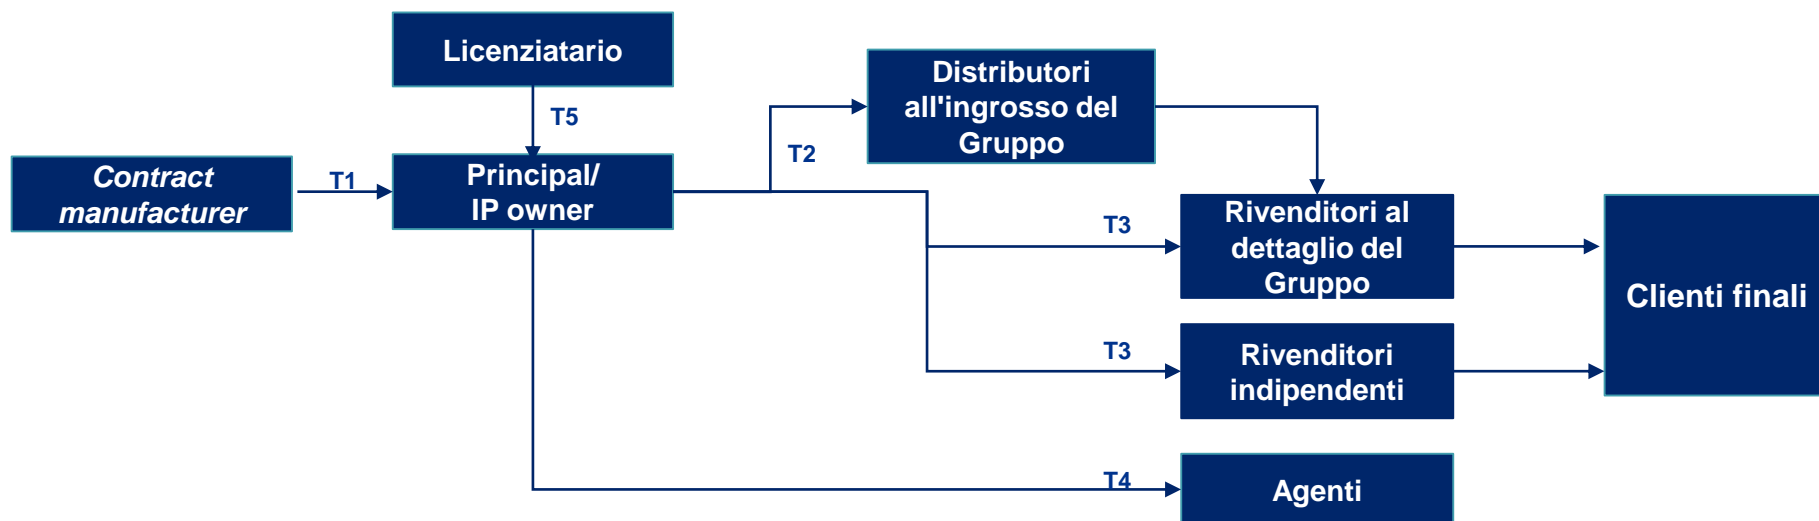 Licenziatario
T5
Contract
manufacturer
T1
Principal/
IP owner
T2
Distributori
all'ingrosso del
Gruppo
T3
Rivenditori al
dettaglio del
Gruppo
T3
Rivenditori
indipendenti
T4
Agenti
Clienti finali